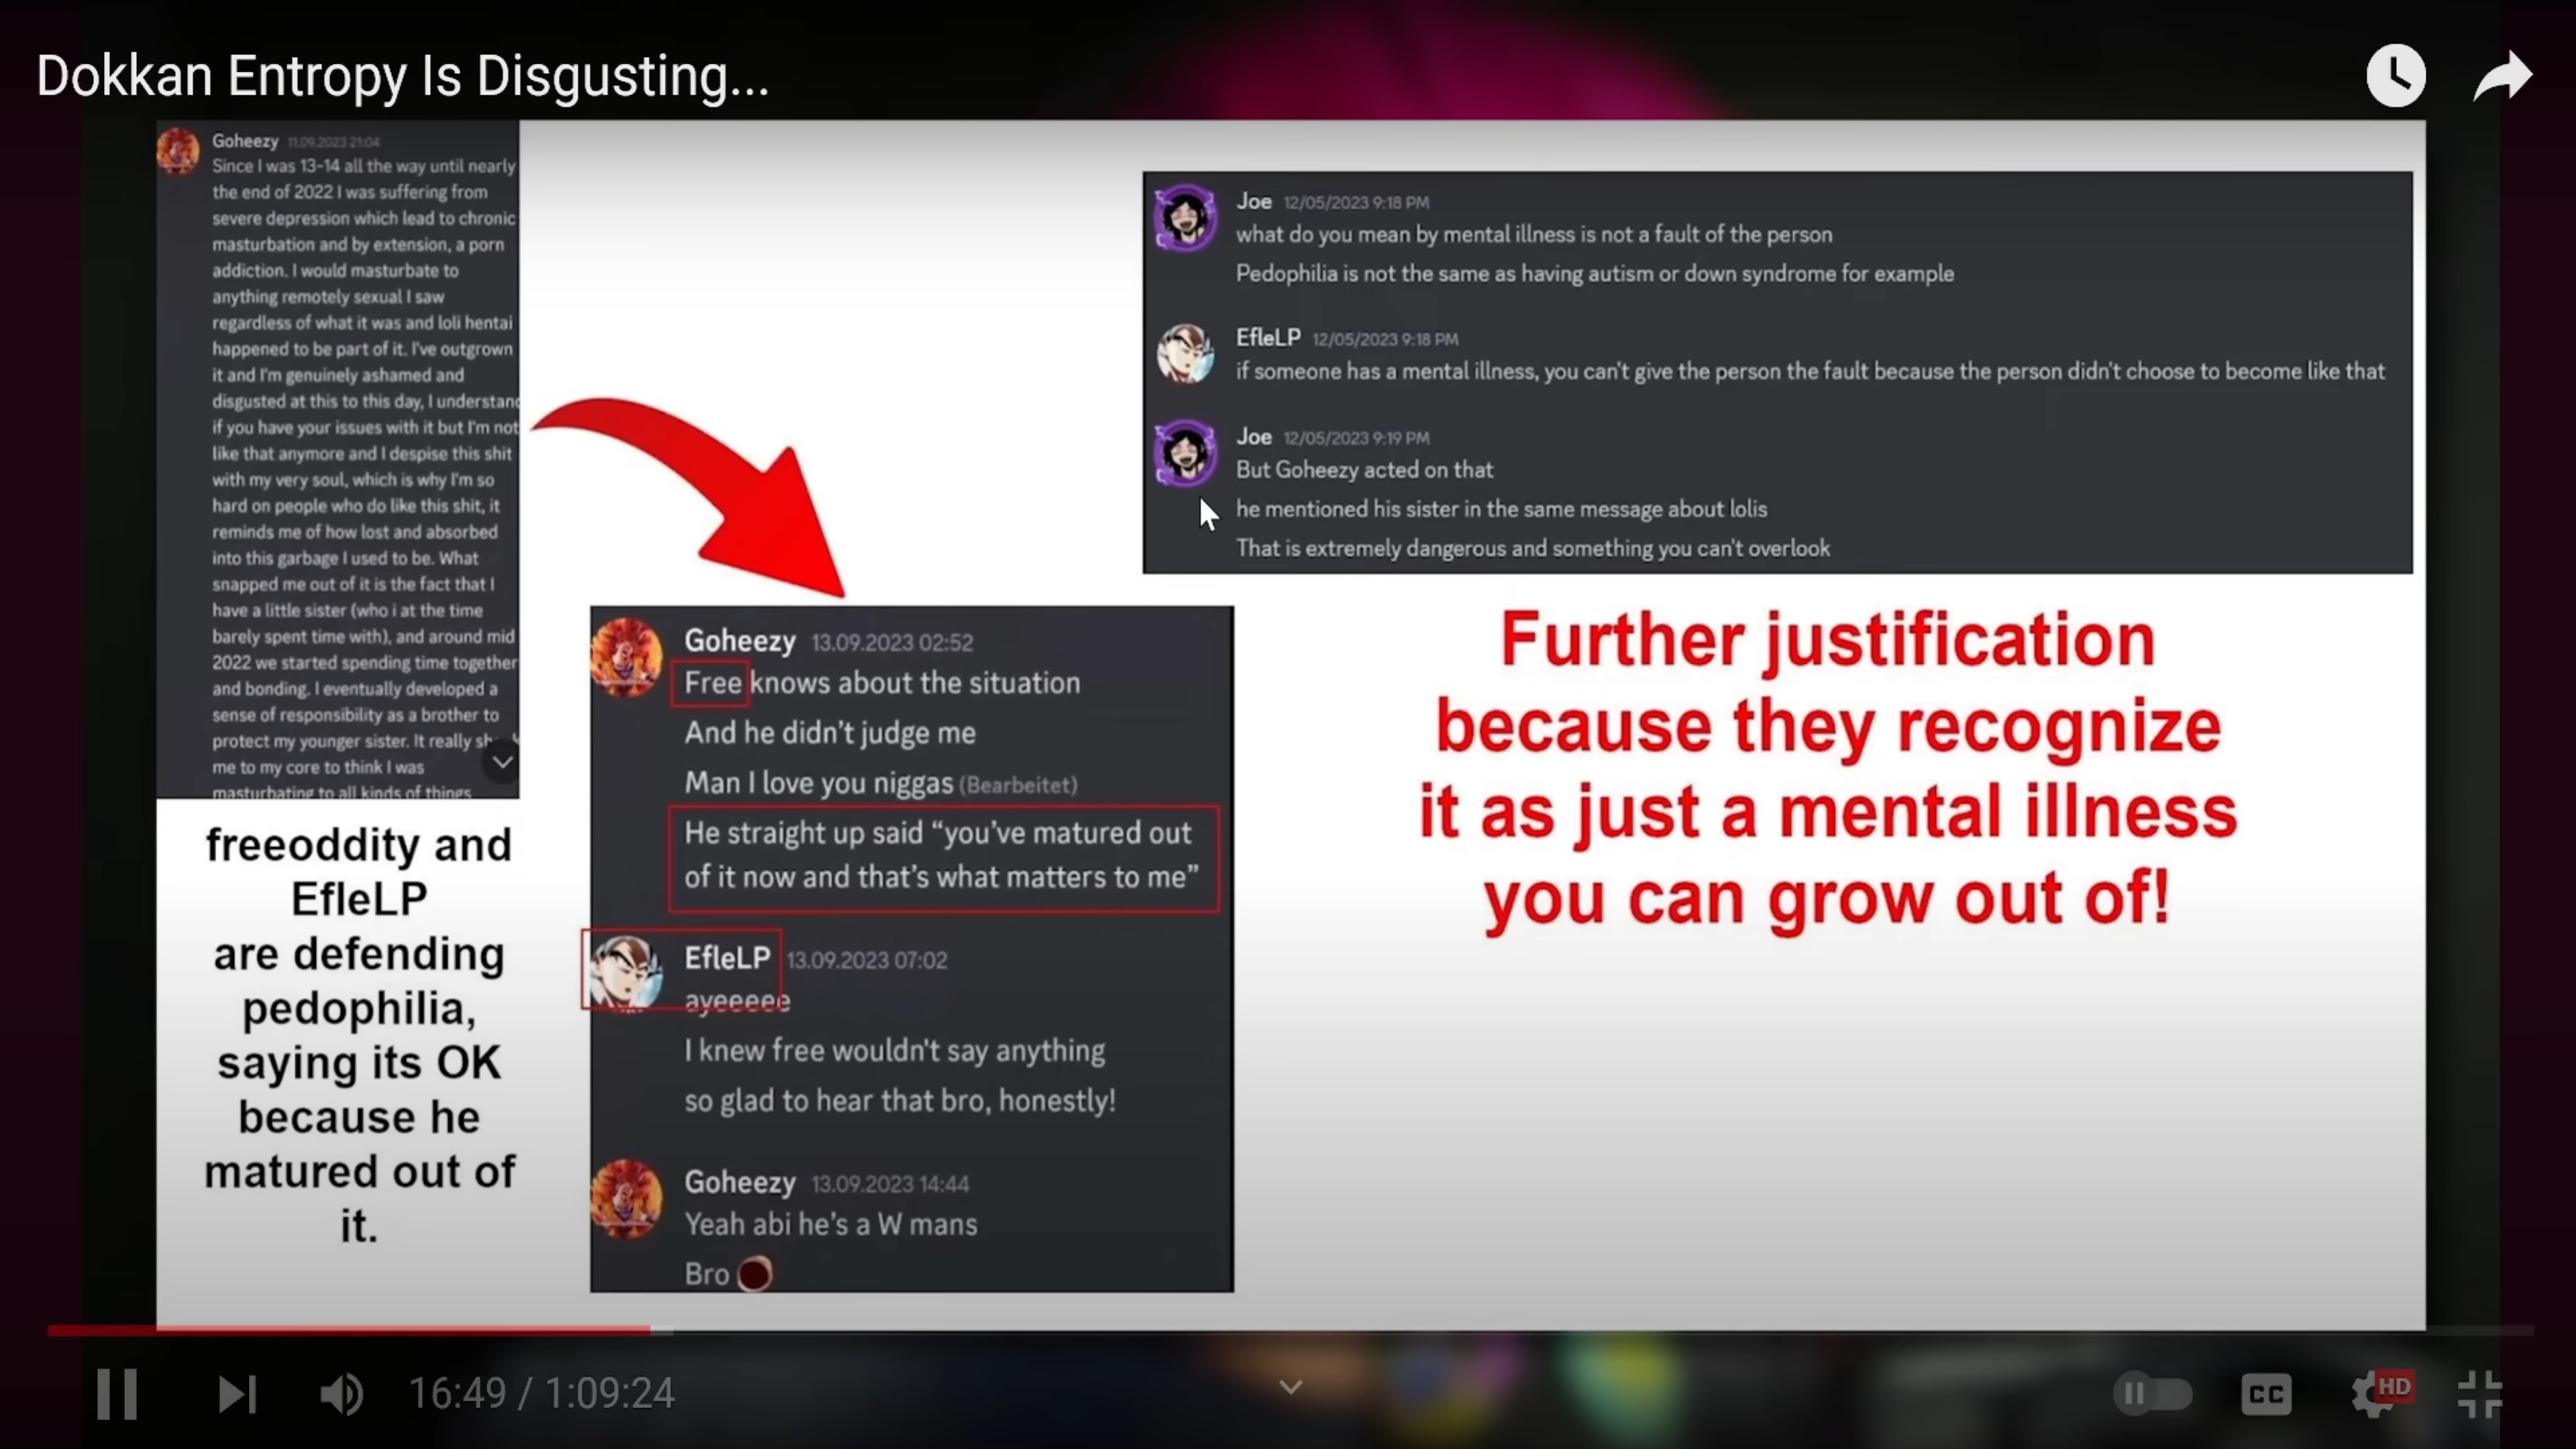 Dokkan Entropy Is Disgusting...
Goheezy 11.09.2023 21:04
Since I was 13-14 all the way until nearly
the end of 2022 I was suffering from
severe depression which lead to chronic
masturbation and by extension, a porn
addiction. I would masturbate to
anything remotely sexual I saw
regardless of what it was and loli hentai
happened to be part of it. I've outgrown
it and I'm genuinely ashamed and
disgusted at this to this day, I understand
if you have your issues with it but I'm not
like that anymore and I despise this shit
with my very soul, which is why I'm so
hard on people who do like this shit, it
reminds me of how lost and absorbed
into this garbage I used to be. What
snapped me out of it is the fact that I
have a little sister (who i at the time
barely spent time with), and around mid
2022 we started spending time together
and bonding. I eventually developed a
sense of responsibility as a brother to
protect my younger sister. It really
me to my core to think I was
masturbating to all kinds of things
freeoddity and
EfleLP
are defending
pedophilia,
saying its OK
because he
matured out of
it.
Goheezy 13.09.2023 02:52
Free knows about the situation
And he didn't judge me
Man I love you niggas (Bearbeitet)
He straight up said "you've matured out
of it now and that's what matters to me"
EfleLP 13.09.2023 07:02
ayeeeee
I knew free wouldn't say anything
so glad to hear that bro, honestly!
Goheezy 13.09.2023 14:44
Yeah abi he's a W mans
Bro
Joe 12/05/2023 9:18 PM
what do you mean by mental illness is not a fault of the person
Pedophilia is not the same as having autism or down syndrome for example
EfleLP 12/05/2023 9:18 PM
if someone has a mental illness, you can't give the person the fault because the person didn't choose to become like that
Joe 12/05/2023 9:19 PM
But Goheezy acted on that
he mentioned his sister in the same message about lolis
That is extremely dangerous and something you can't overlook
Further justification
because they recognize
it as just a mental illness
you can grow out of!
16:49 / 1:09:24
CC
HD